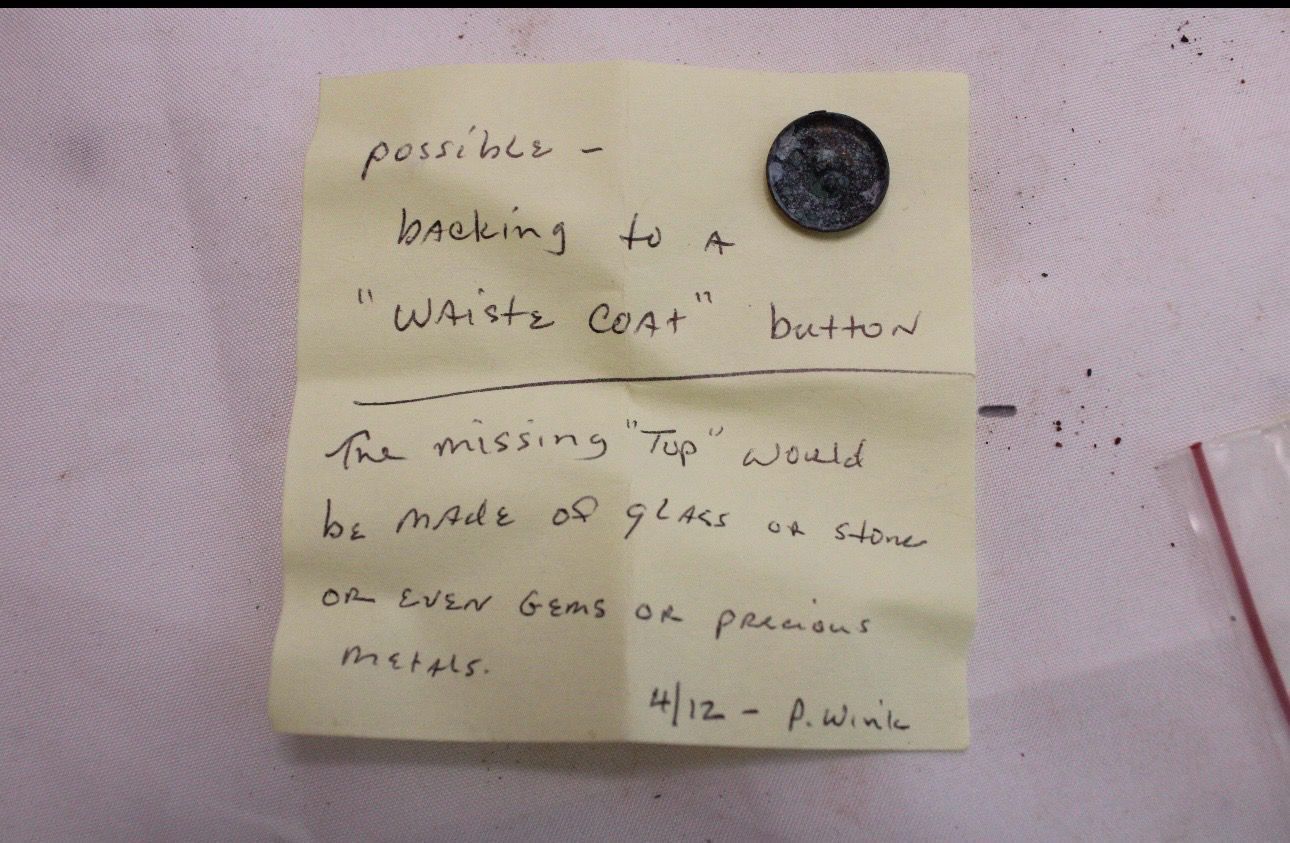 possible -
backing to a
"Waiste Coat" button
The missing "Top" would
be made of glass or stone
or even Gems or precious
metals.
4/12 - P. Wink